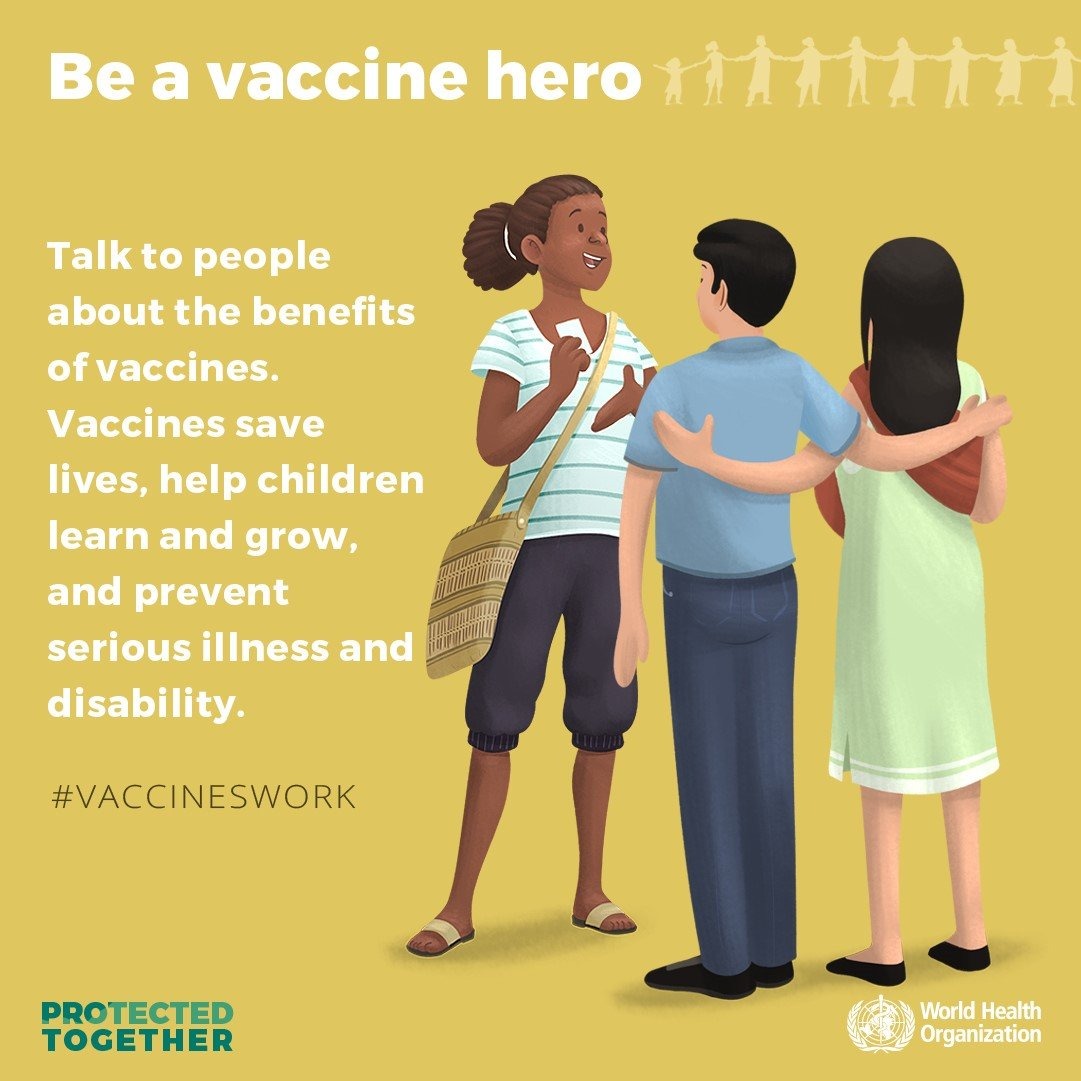 Be a vaccine hero
Talk to people
about the benefits
of vaccines.
Vaccines save
lives, help children
learn and grow,
and prevent
serious illness and
disability.
#VACCINESWORK
PROTECTED
TOGETHER
World Health
Organization